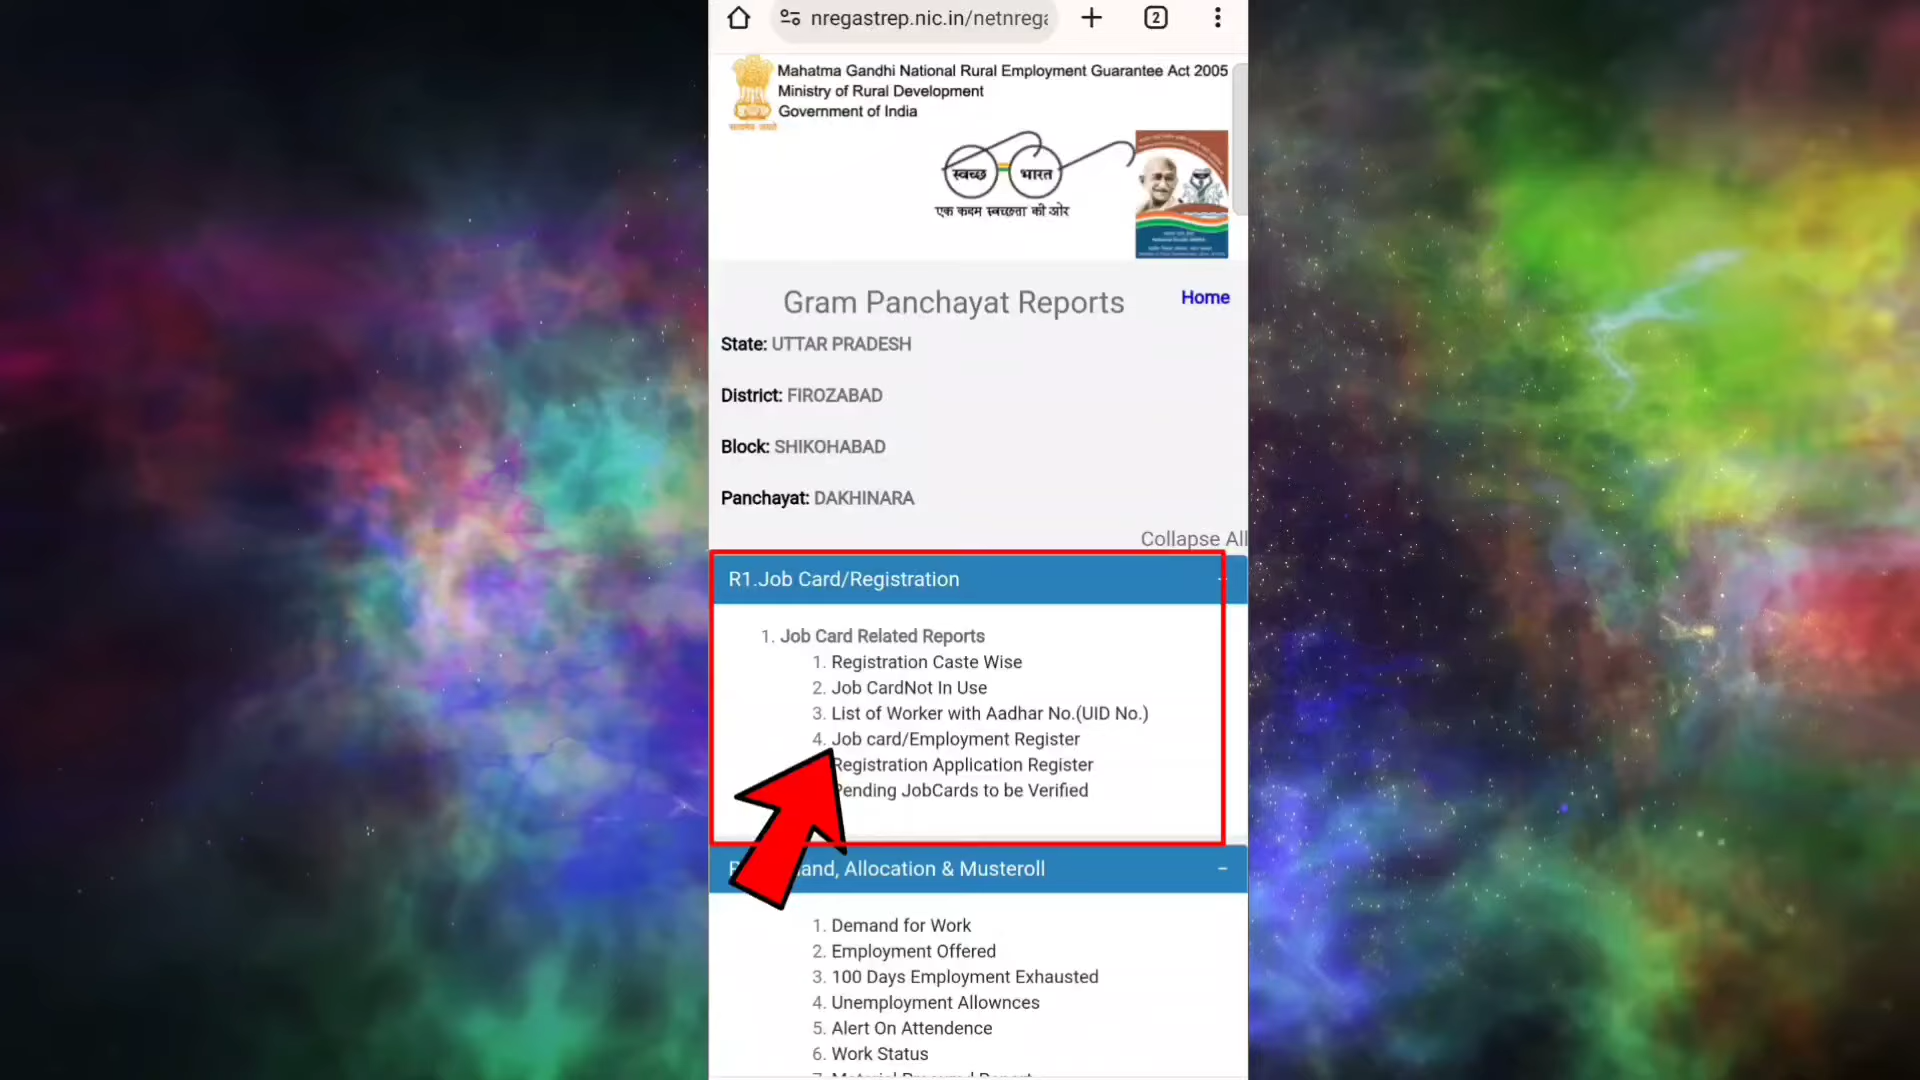 nregastrep.nic.in/netnrega
2
Mahatma Gandhi National Rural Employment Guarantee Act 2005
Ministry of Rural Development
Government of India
स्वच्छ भारत
एक कदम स्वच्छता की ओर
Gram Panchayat Reports
Home
State: UTTAR PRADESH
District: FIROZABAD
Block: SHIKOHABAD
Panchayat: DAKHINARA
Collapse All
R1.Job Card/Registration
1. Job Card Related Reports
1. Registration Caste Wise
2. Job CardNot In Use
3. List of Worker with Aadhar No.(UID No.)
4. Job card/Employment Register
Registration Application Register
Pending JobCards to be Verified
and, Allocation & Musteroll
1. Demand for Work
2. Employment Offered
3. 100 Days Employment Exhausted
4. Unemployment Allownces
5. Alert On Attendence
6. Work Status